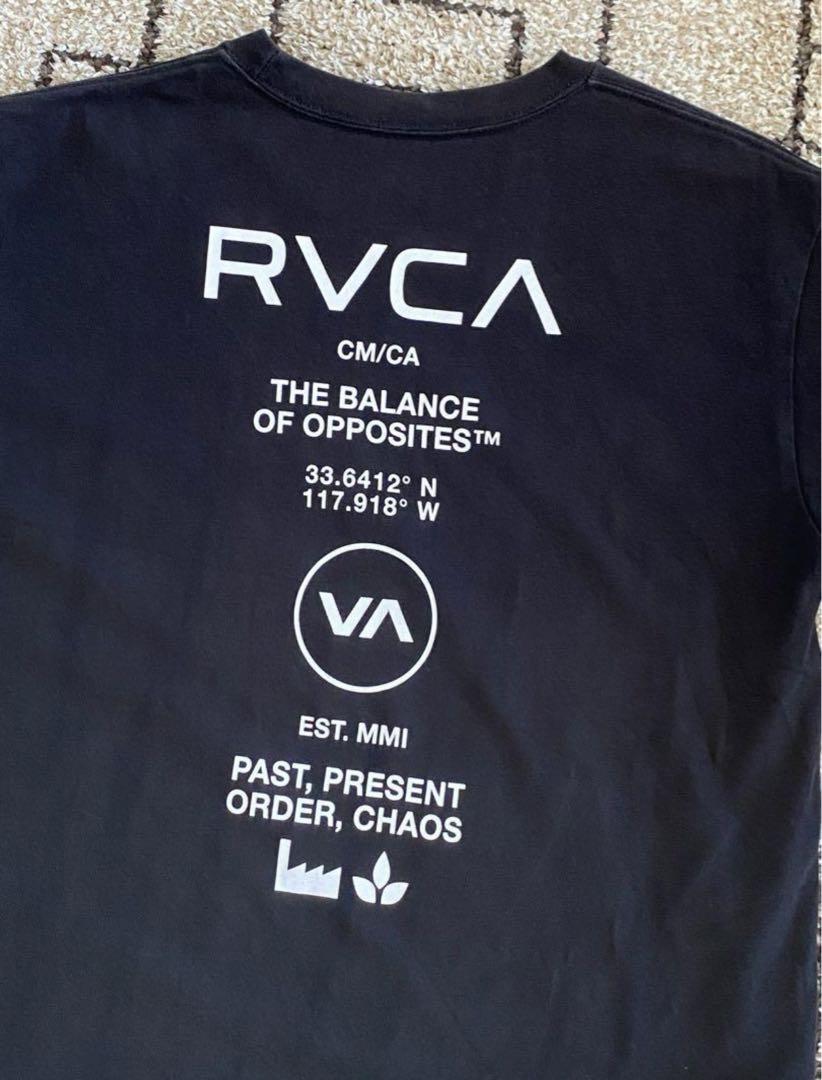 RVCA
CM/CA
THE BALANCE
OF OPPOSITES™
33.6412° N
117.918° W
VA
EST. MMI
PAST, PRESENT
ORDER, CHAOS